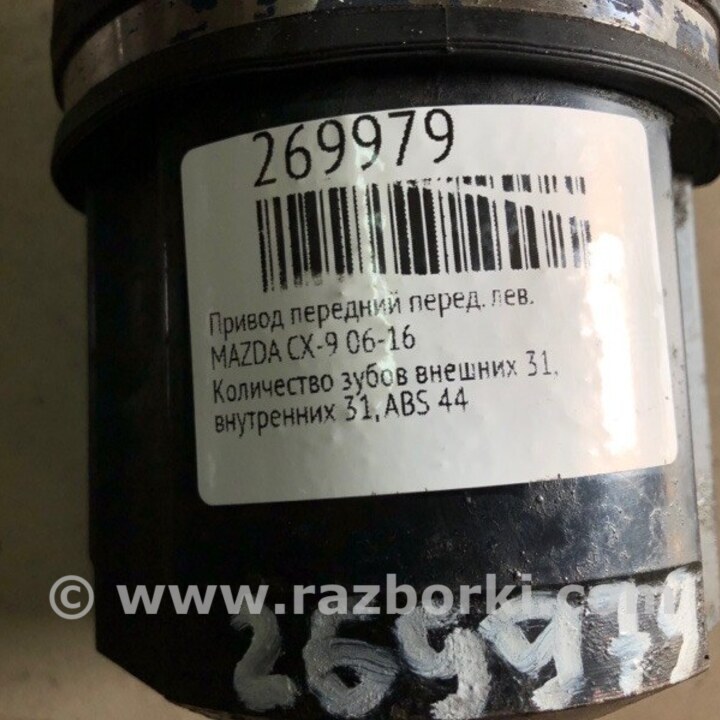 269979
Привод передний перед. лев.
MAZDA CX-9 06-16
Количество зубов внешних 31,
внутренних 31, ABS 44
© www.razborki.com
269979